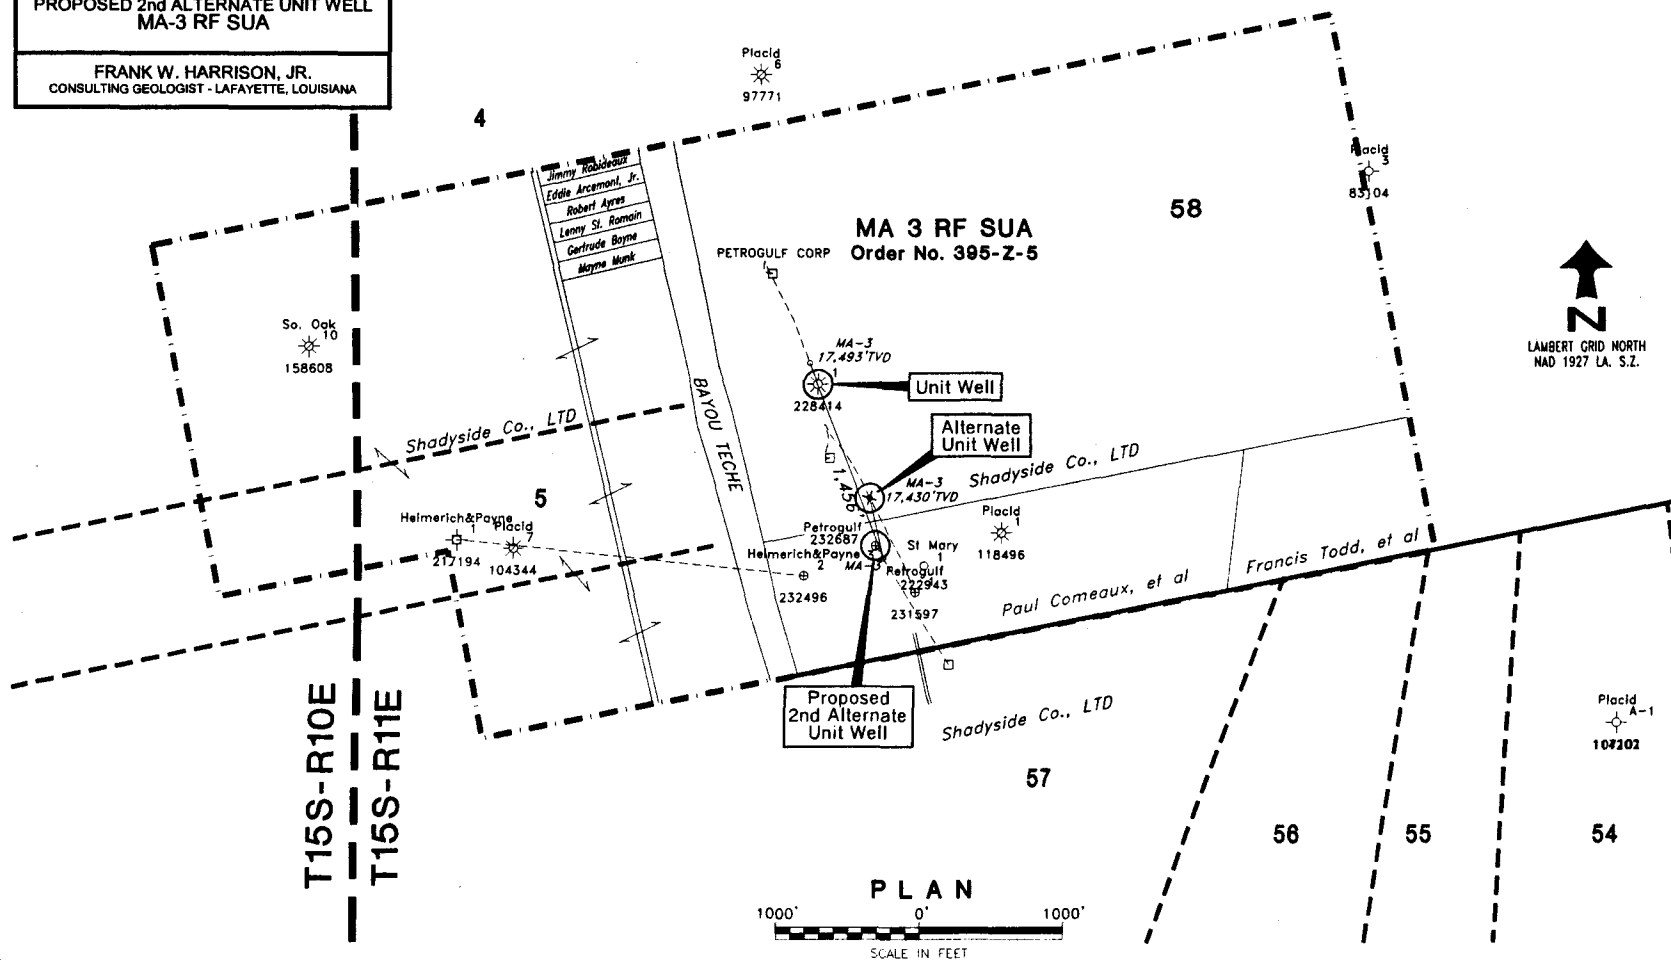 PROPOSED 2nd ALTERNATE UNIT WELL
MA-3 RF SUA
FRANK W. HARRISON, JR.
CONSULTING GEOLOGIST - LAFAYETTE, LOUISIANA
4
Placid
6
97771
Jimmy Robideaux
Eddie Arcemont, Jr.
Robert Ayres
Lenny St. Romain
Gertrude Boyne
Mayne Munk
Placid
3
83104
58
MA 3 RF SUA
Order No. 395-Z-5
PETROGULF CORP
1
N
LAMBERT GRID NORTH
NAD 1927 LA. S.Z.
So. Oak
10
158608
MA-3
17,493'TVD
1
228414
Unit Well
BAYOU TECHE
Alternate
Unit Well
Shadyside Co., LTD
Shadyside Co., LTD
1,456'
MA-3
17,430'TVD
5
Helmerich&Payne
1
217194
Placid
7
104344
Petrogulf
232687
Helmerich&Payne
2
232496
MA-3
St Mary
1
Petrogulf
222943
231597
Placid
1
118496
Francis Todd, et al
Paul Comeaux, et al
Proposed
2nd Alternate
Unit Well
Shadyside Co., LTD
Placid
A-1
T15S-R10E
T15S-R11E
57
56
55
54
PLAN
1000'
0'
1000'
SCALE IN FEET